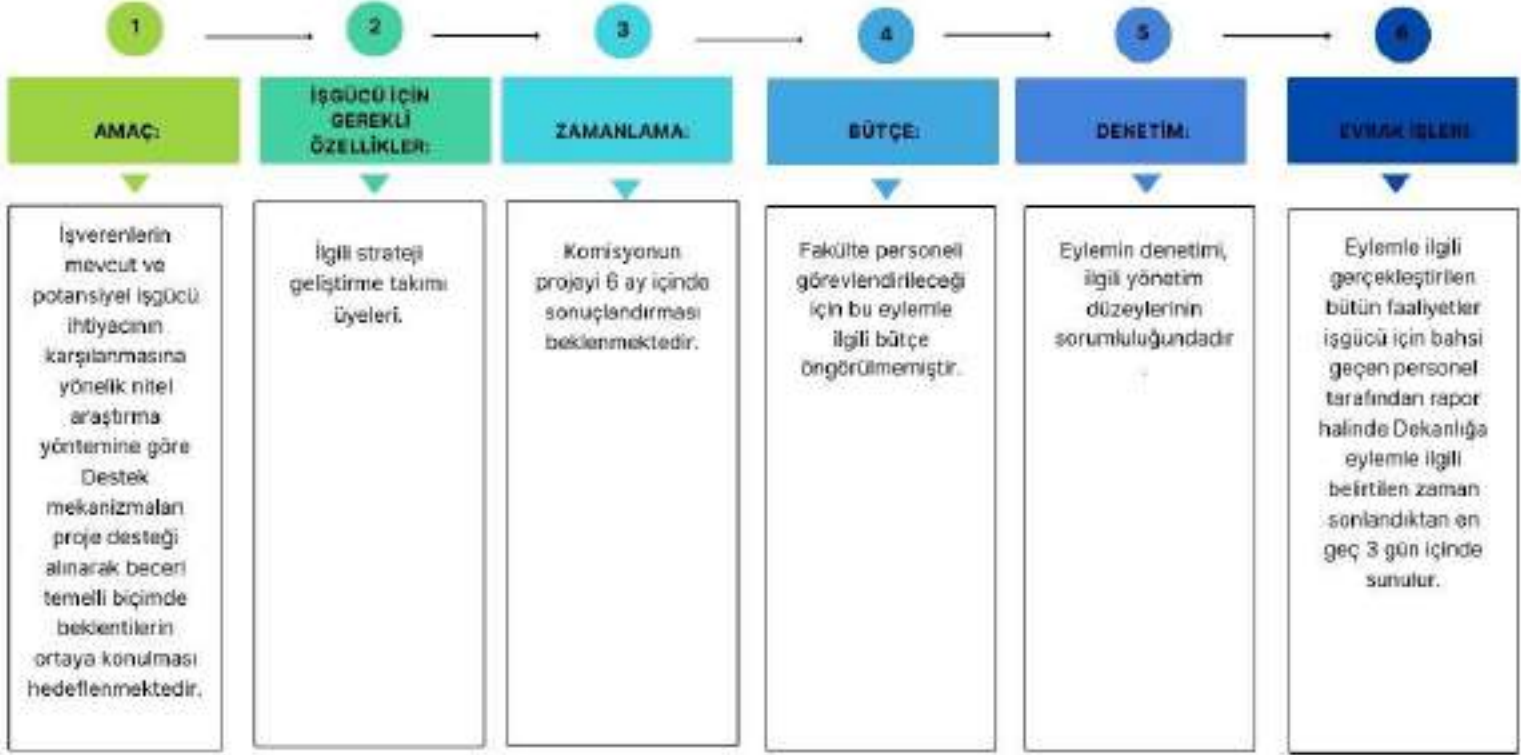 1
2
3
4
5
6
AMAÇ:
İŞGÜCÜ İÇİN
GEREKLİ
ÖZELLİKLER:
ZAMANLAMA:
BÜTÇE:
DENETİM:
EVRAK İŞLERİ:
İşverenlerin
mevcut ve
potansiyel işgücü
ihtiyacının
karşılanmasına
yönelik nitel
araştırma
yöntemine göre
Destek
mekanizmaları
proje desteği
alınarak beceri
temelli biçimde
beklentilerin
ortaya konulması
hedeflenmektedir.
İlgili strateji
geliştirme takımı
üyeleri.
Komisyonun
projeyi 6 ay içinde
sonuçlandırması
beklenmektedir.
Fakülte personeli
görevlendirileceği
için bu eylemle
ilgili bütçe
öngörülmemiştir.
Eylemin denetimi,
ilgili yönetim
düzeylerinin
sorumluluğundadır
.
Eylemle ilgili
gerçekleştirilen
bütün faaliyetler
işgücü için bahsi
geçen personel
tarafından rapor
halinde Dekanlığa
eylemle ilgili
belirtilen zaman
sonlandıktan en
geç 3 gün içinde
sunulur.